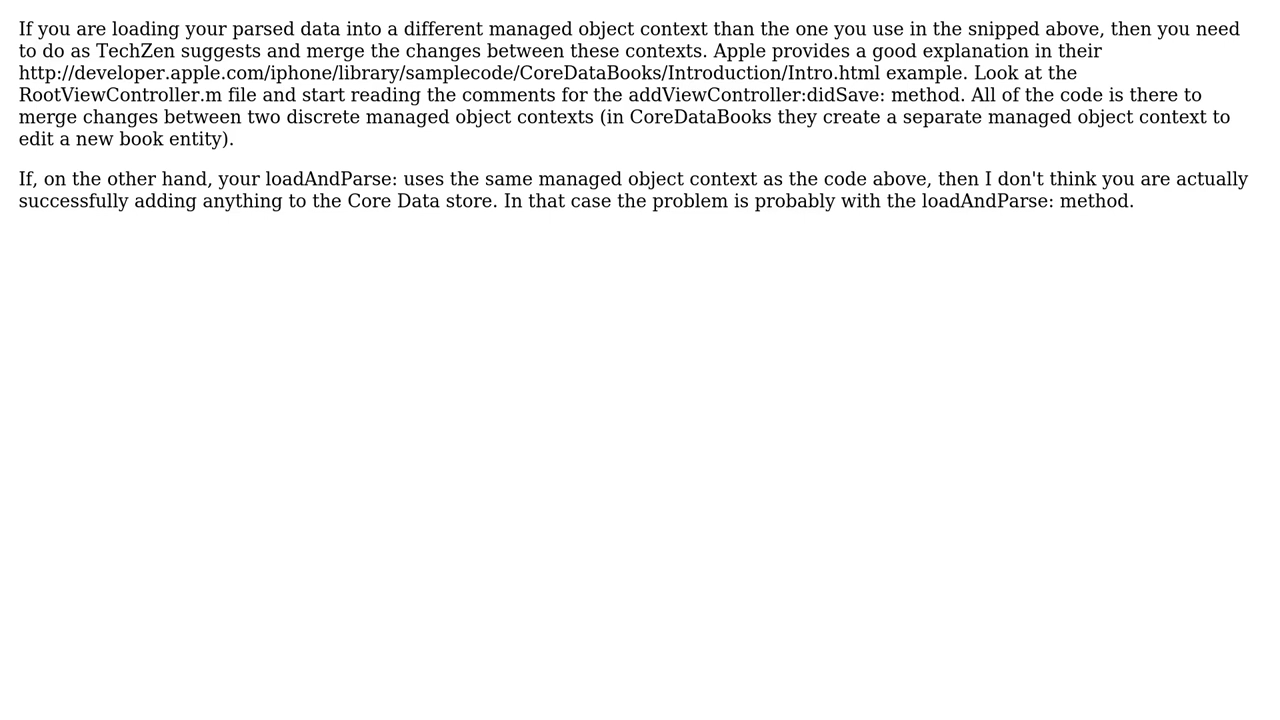 If you are loading your parsed data into a different managed object context than the one you use in the snipped above, then you need
to do as TechZen suggests and merge the changes between these contexts. Apple provides a good explanation in their
http://developer.apple.com/iphone/library/samplecode/CoreDataBooks/Introduction/Intro.html example. Look at the
RootViewController.m file and start reading the comments for the addViewController:didSave: method. All of the code is there to
merge changes between two discrete managed object contexts (in CoreDataBooks they create a separate managed object context to
edit a new book entity).
If, on the other hand, your loadAndParse: uses the same managed object context as the code above, then I don't think you are actually
successfully adding anything to the Core Data store. In that case the problem is probably with the loadAndParse: method.